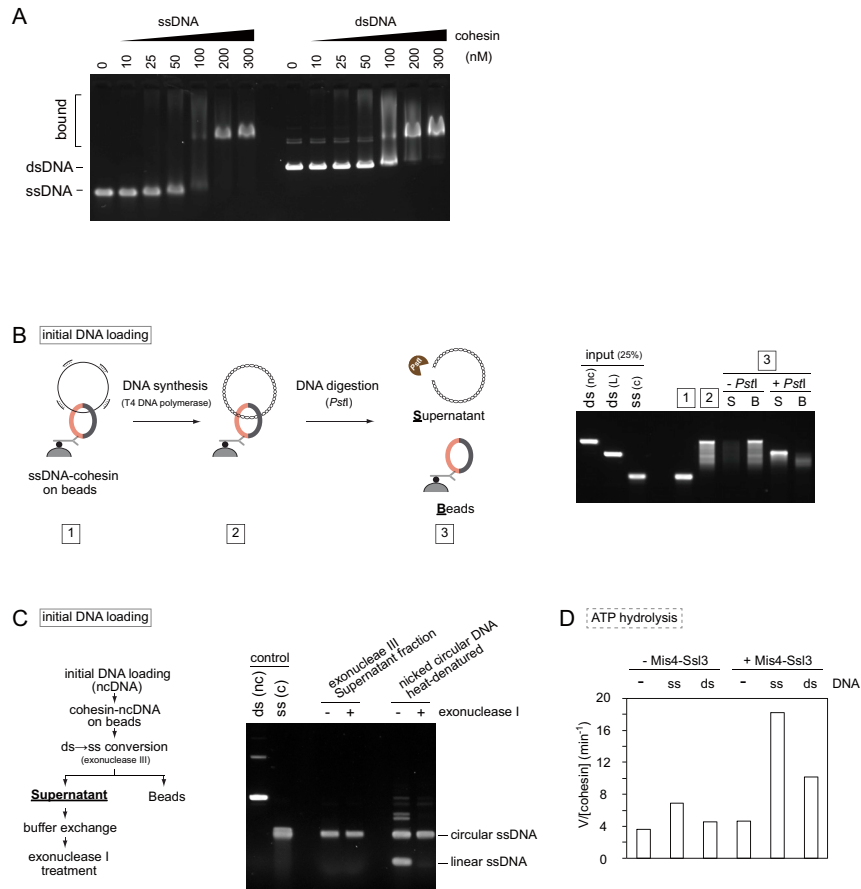 A
ssDNA
dsDNA
cohesin
(nM)
0 10 25 50 100 200 300
0 10 25 50 100 200 300
bound
dsDNA
ssDNA
B
initial DNA loading
DNA synthesis
(T4 DNA polymerase)
DNA digestion
(PstI)
PstI
Supernatant
ssDNA-cohesin
on beads
Beads
1
2
3
input (25%)
3
ds (nc)
ds (L)
ss (c)
1
2
- PstI
+ PstI
S B S B
C
initial DNA loading
initial DNA loading
(ncDNA)
cohesin-ncDNA
on beads
ds→ss conversion
(exonuclease III)
Supernatant
Beads
buffer exchange
exonuclease I
treatment
control
ds (nc)
ss (c)
exonucleae III
Supernatant fraction
nicked circular DNA
heat-denatured
- + - + exonuclease I
circular ssDNA
linear ssDNA
D
ATP hydrolysis
- Mis4-Ssl3
+ Mis4-Ssl3
- ss ds - ss ds DNA
V/[cohesin] (min⁻¹)
20
16
12
8
4
0